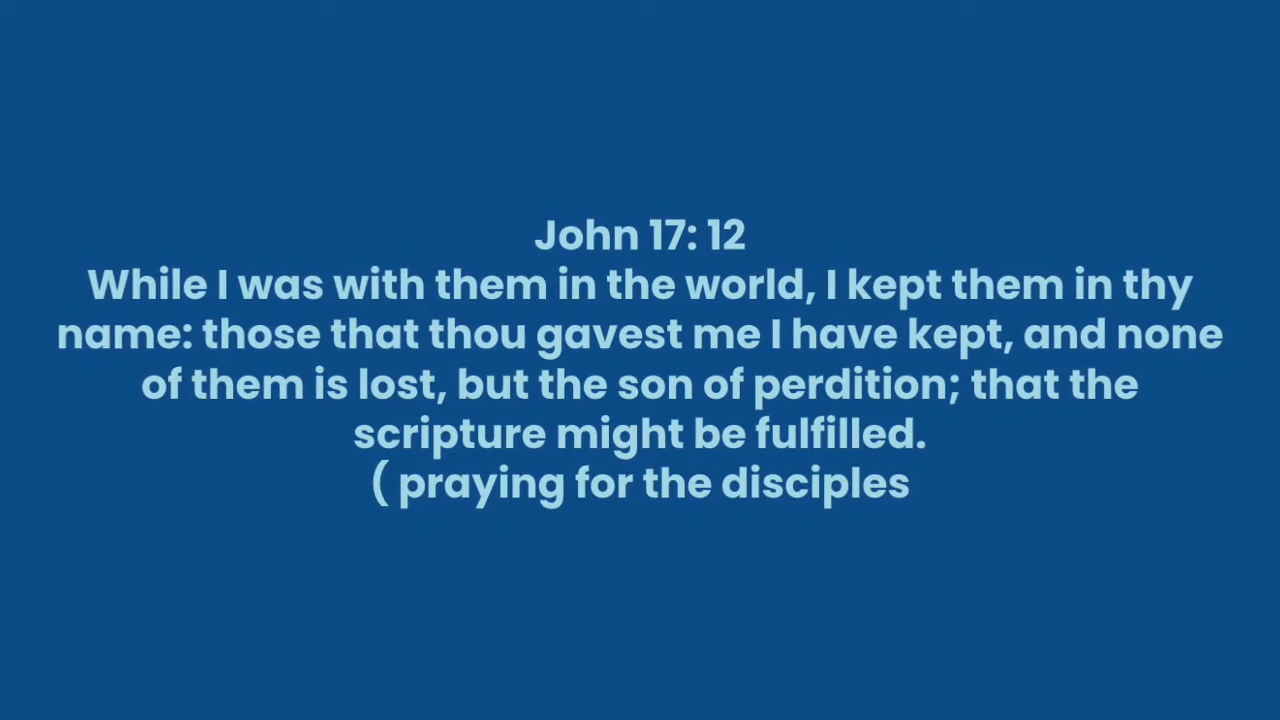 John 17: 12
While I was with them in the world, I kept them in thy
name: those that thou gavest me I have kept, and none
of them is lost, but the son of perdition; that the
scripture might be fulfilled.
( praying for the disciples